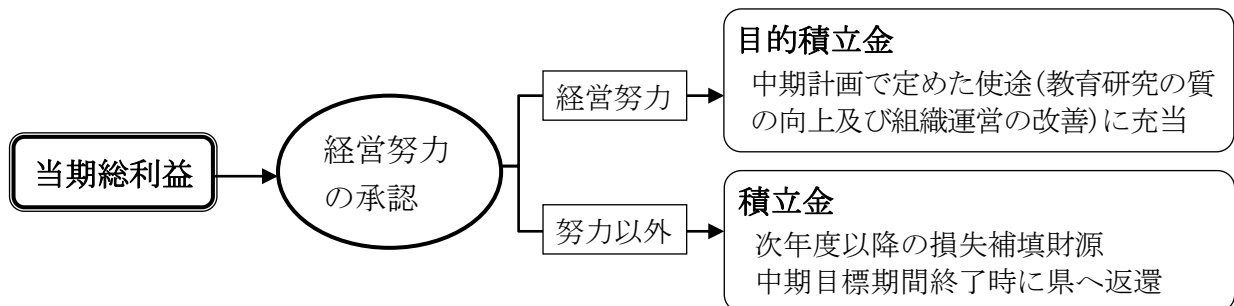 当期総利益
経営努力
の承認
経営努力
目的積立金
中期計画で定めた使途(教育研究の質
の向上及び組織運営の改善)に充当
努力以外
積立金
次年度以降の損失補填財源
中期目標期間終了時に県へ返還